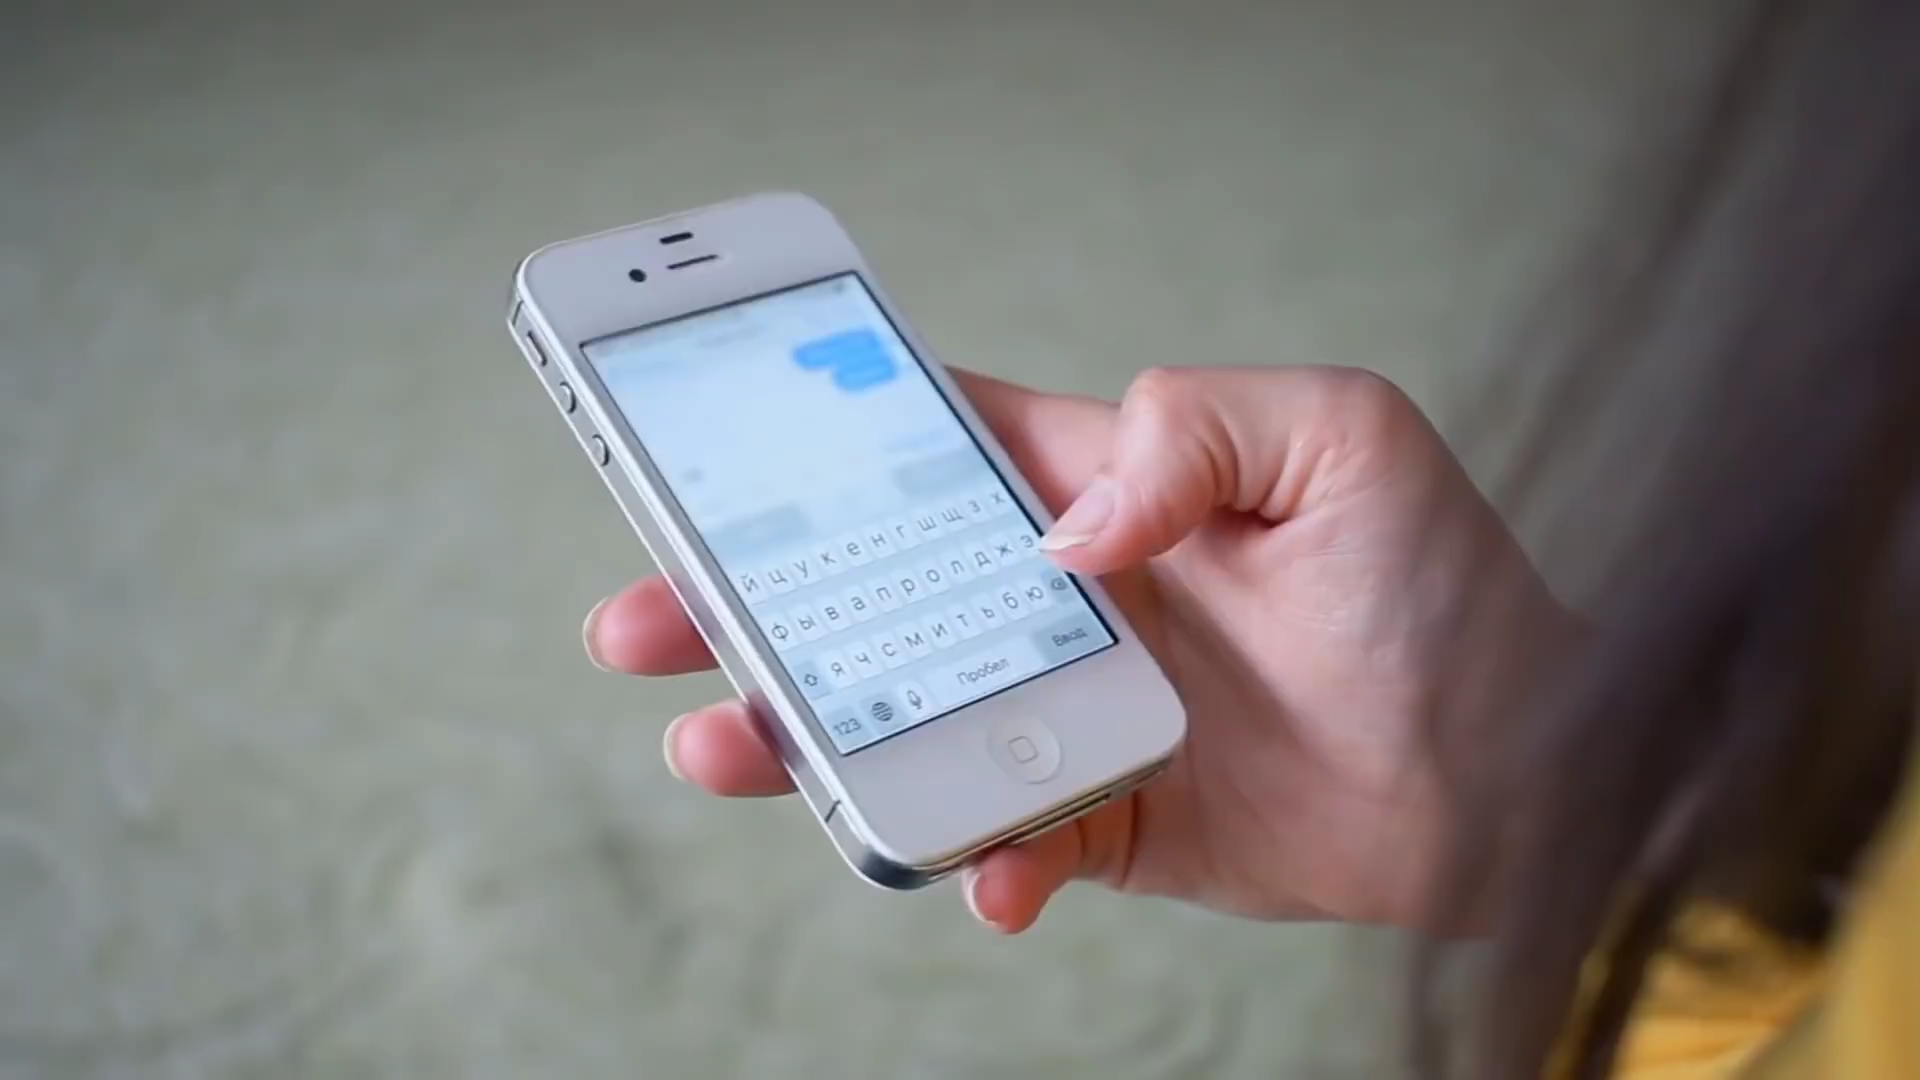 й ц у к е н г ш щ з х
ф ы в а п р о л д ж э
я ч с м и т ь б ю
123 Пробел Ввод